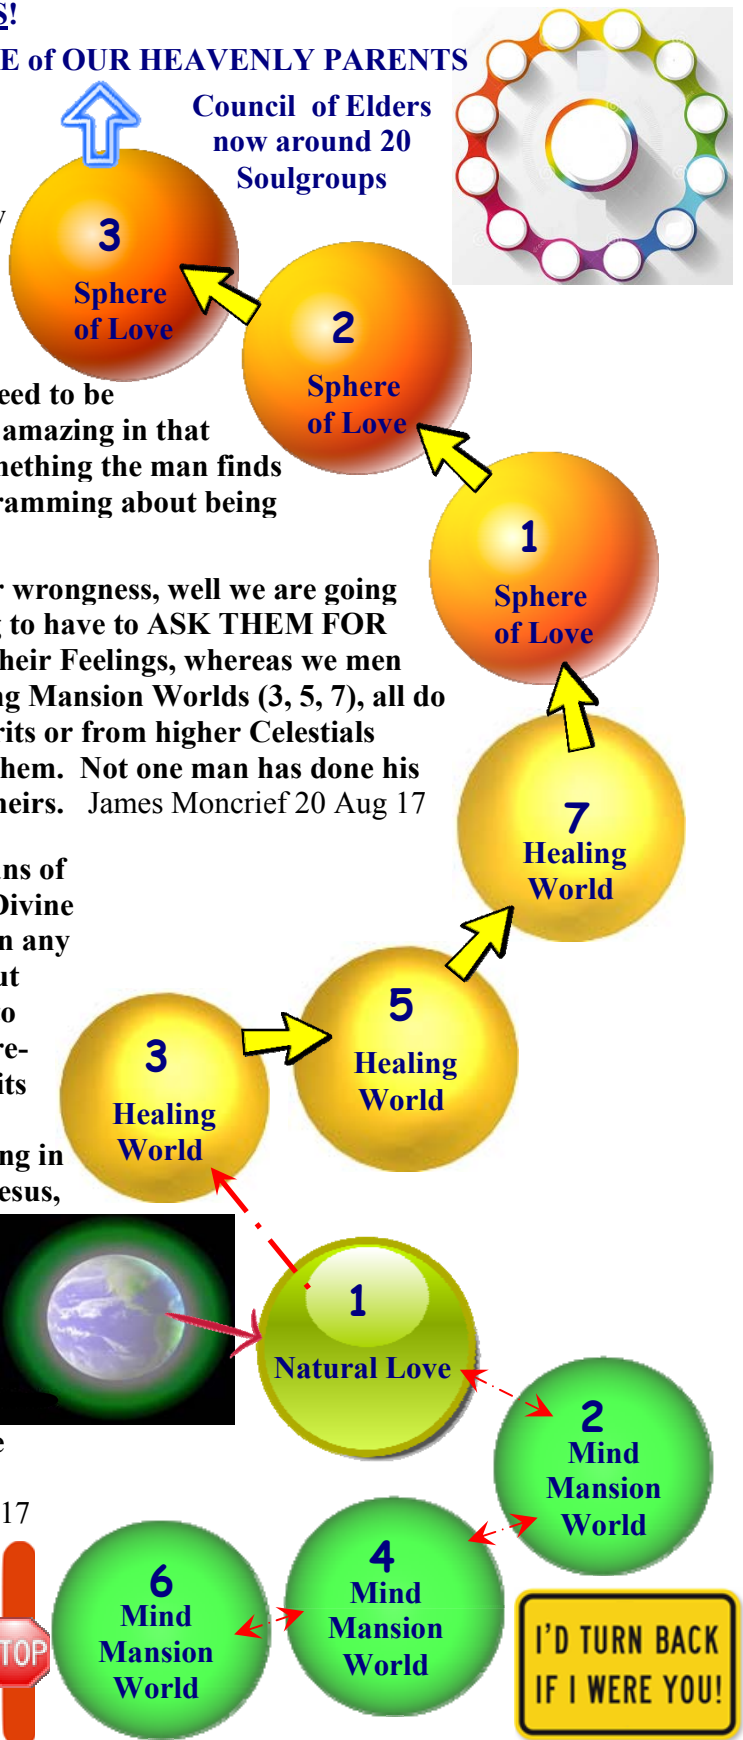 S!
E of OUR HEAVENLY PARENTS
Council of Elders
now around 20
Soulgroups
3
Sphere
of Love
2
Sphere
of Love
eed to be
amazing in that
mething the man finds
ramming about being
1
Sphere
of Love
r wrongness, well we are going
g to have to ASK THEM FOR
heir Feelings, whereas we men
ng Mansion Worlds (3, 5, 7), all do
rits or from higher Celestials
hem. Not one man has done his
heirs. James Moncrief 20 Aug 17
7
Healing
World
ans of
Divine
n any
ut
o
re-
its
ng in
esus,
5
Healing
World
3
Healing
World
1
Natural Love
e
17
2
Mind
Mansion
World
4
Mind
Mansion
World
6
Mind
Mansion
World
TOP
I'D TURN BACK
IF I WERE YOU!